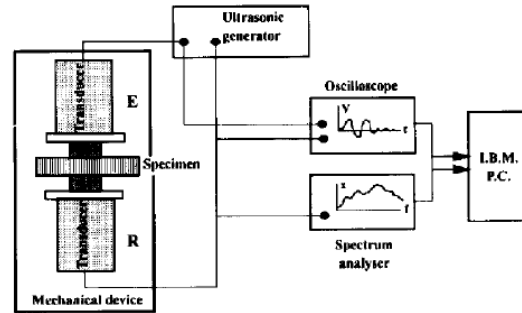 Ultrasonic
generator
Transducer
E
Specimen
Transducer
R
Mechanical device
Oscilloscope
V
t
x
f
Spectrum
analyser
I.B.M.
P.C.